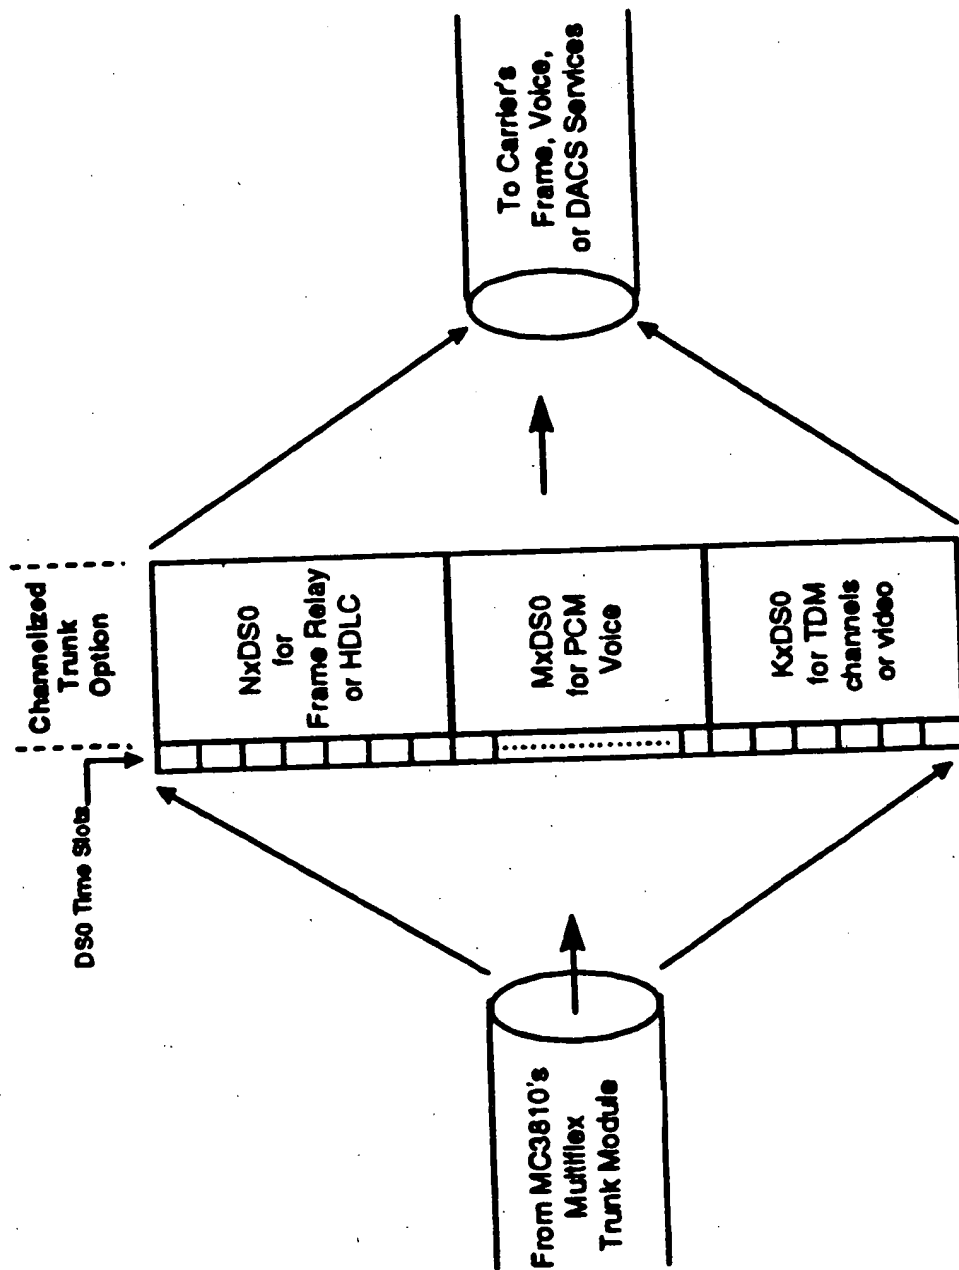 DS0 Time Slots
Channelized
Trunk
Option
From MC3810's
Multiflex
Trunk Module
NxDS0
for
Frame Relay
or HDLC
MxDS0
for PCM
Voice
KxDS0
for TDM
channels
or video
To Carrier's
Frame, Voice,
or DACS Services